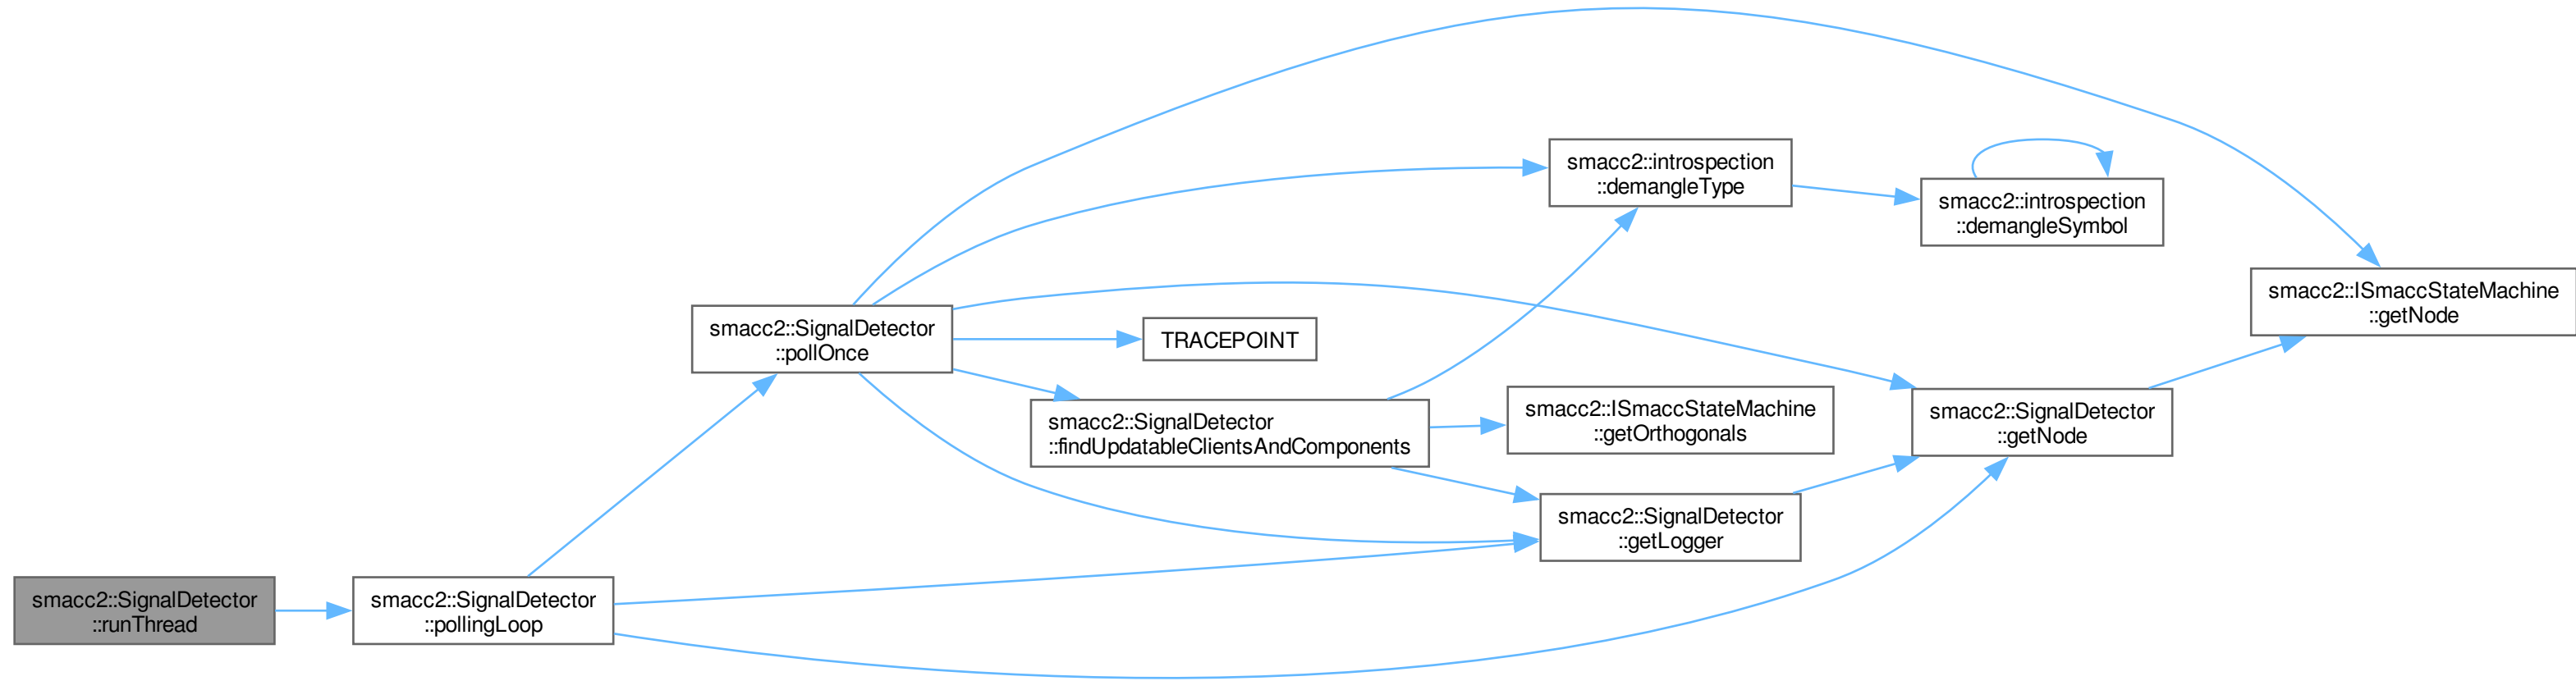 smacc2::SignalDetector
::runThread
smacc2::SignalDetector
::pollingLoop
smacc2::SignalDetector
::pollOnce
TRACEPOINT
smacc2::SignalDetector
::findUpdatableClientsAndComponents
smacc2::introspection
::demangleType
smacc2::ISmaccStateMachine
::getOrthogonals
smacc2::SignalDetector
::getLogger
smacc2::introspection
::demangleSymbol
smacc2::SignalDetector
::getNode
smacc2::ISmaccStateMachine
::getNode